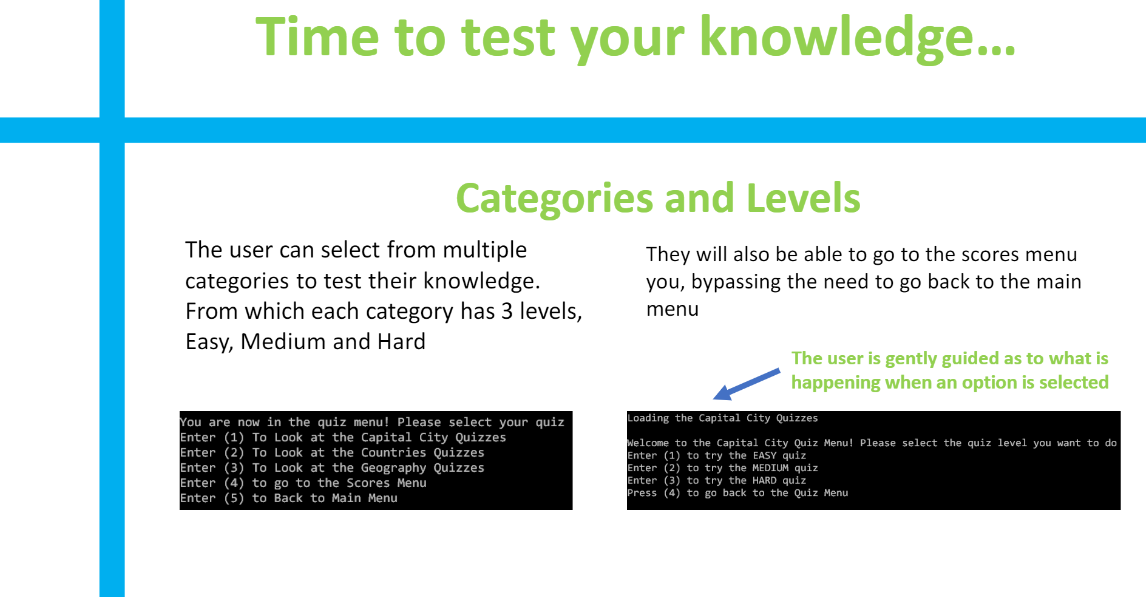 Time to test your knowledge…
Categories and Levels
The user can select from multiple
categories to test their knowledge.
From which each category has 3 levels,
Easy, Medium and Hard
They will also be able to go to the scores menu
you, bypassing the need to go back to the main
menu
The user is gently guided as to what is
happening when an option is selected
You are now in the quiz menu! Please select your quiz
Enter (1) To Look at the Capital City Quizzes
Enter (2) To Look at the Countries Quizzes
Enter (3) To Look at the Geography Quizzes
Enter (4) to go to the Scores Menu
Enter (5) to Back to Main Menu
Loading the Capital City Quizzes
Welcome to the Capital City Quiz Menu! Please select the quiz level you want to do
Enter (1) to try the EASY quiz
Enter (2) to try the MEDIUM quiz
Enter (3) to try the HARD quiz
Press (4) to go back to the Quiz Menu